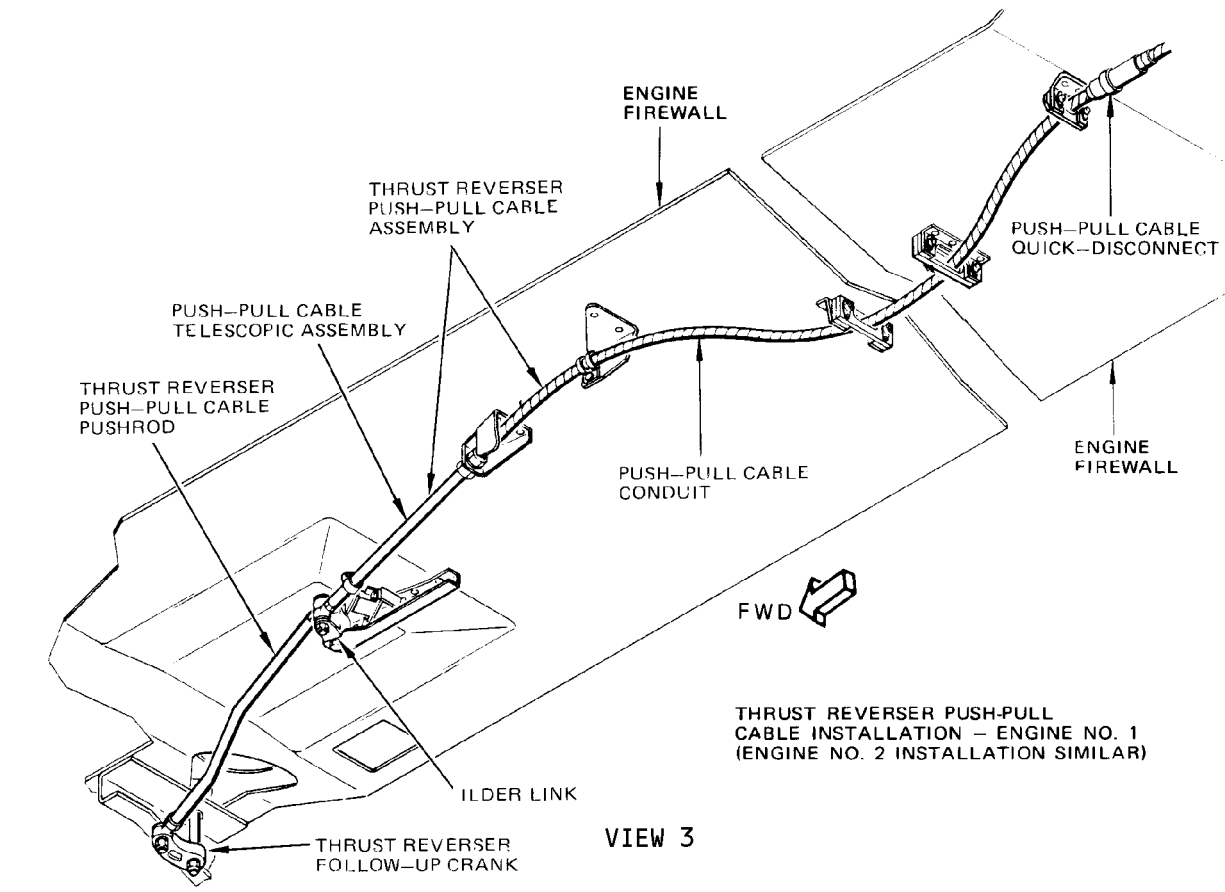 ENGINE
FIREWALL
THRUST REVERSER
PUSH–PULL CABLE
ASSEMBLY
PUSH–PULL CABLE
QUICK–DISCONNECT
PUSH–PULL CABLE
TELESCOPIC ASSEMBLY
THRUST REVERSER
PUSH–PULL CABLE
PUSHROD
PUSH–PULL CABLE
CONDUIT
ENGINE
FIREWALL
FWD
THRUST REVERSER PUSH-PULL
CABLE INSTALLATION – ENGINE NO. 1
(ENGINE NO. 2 INSTALLATION SIMILAR)
ILDER LINK
VIEW 3
THRUST REVERSER
FOLLOW–UP CRANK